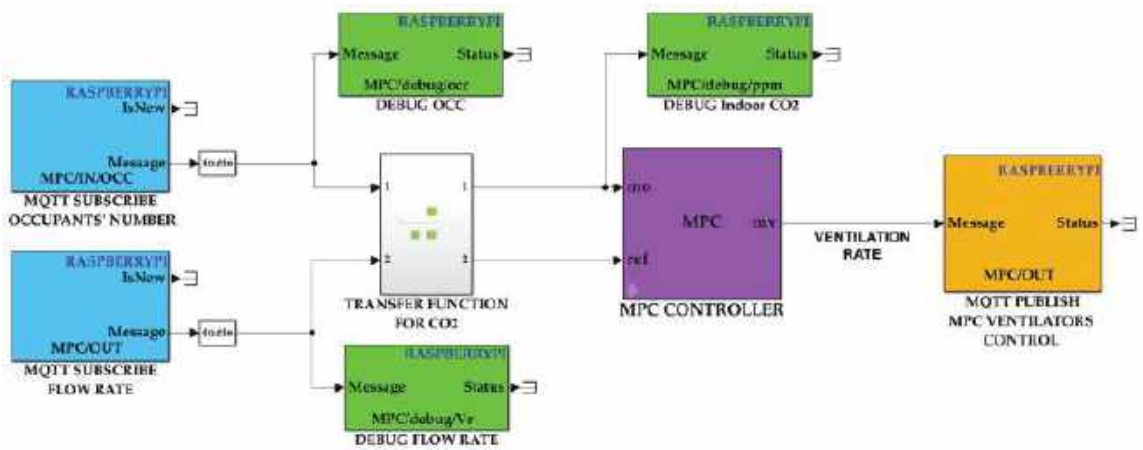 RASPBERRYPI
IsNew
Message
MPC/IN/OCC
MQTT SUBSCRIBE
OCCUPANTS' NUMBER
RASPBERRYPI
IsNew
Message
MPC/OUT
MQTT SUBSCRIBE
FLOW RATE
RASPBERRYPI
Message Status
MPC/debug/occ
DEBUG OCC
1 1
2 2
TRANSFER FUNCTION
FOR CO2
RASPBERRYPI
Message Status
MPC/debug/Ve
DEBUG FLOW RATE
RASPBERRYPI
Message Status
MPC/debug/ppm
DEBUG Indoor CO2
mo
MPC mv
ref
MPC CONTROLLER
VENTILATION
RATE
RASPBERRYPI
Message Status
MPC/OUT
MQTT PUBLISH
MPC VENTILATORS
CONTROL